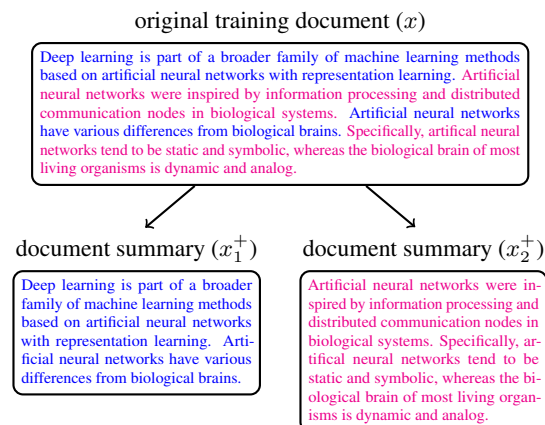 original training document (x)
Deep learning is part of a broader family of machine learning methods
based on artificial neural networks with representation learning. Artificial
neural networks were inspired by information processing and distributed
communication nodes in biological systems. Artificial neural networks
have various differences from biological brains. Specifically, artifical neural
networks tend to be static and symbolic, whereas the biological brain of most
living organisms is dynamic and analog.
document summary (x₁⁺)
Deep learning is part of a broader
family of machine learning methods
based on artificial neural networks
with representation learning. Arti-
ficial neural networks have various
differences from biological brains.
document summary (x₂⁺)
Artificial neural networks were in-
spired by information processing and
distributed communication nodes in
biological systems. Specifically, ar-
tifical neural networks tend to be
static and symbolic, whereas the bi-
ological brain of most living organ-
isms is dynamic and analog.